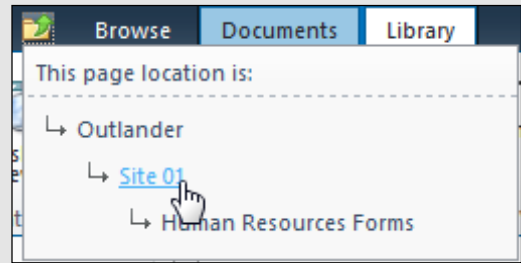 Browse Documents Library
This page location is:
Outlander
Site 01
Human Resources Forms